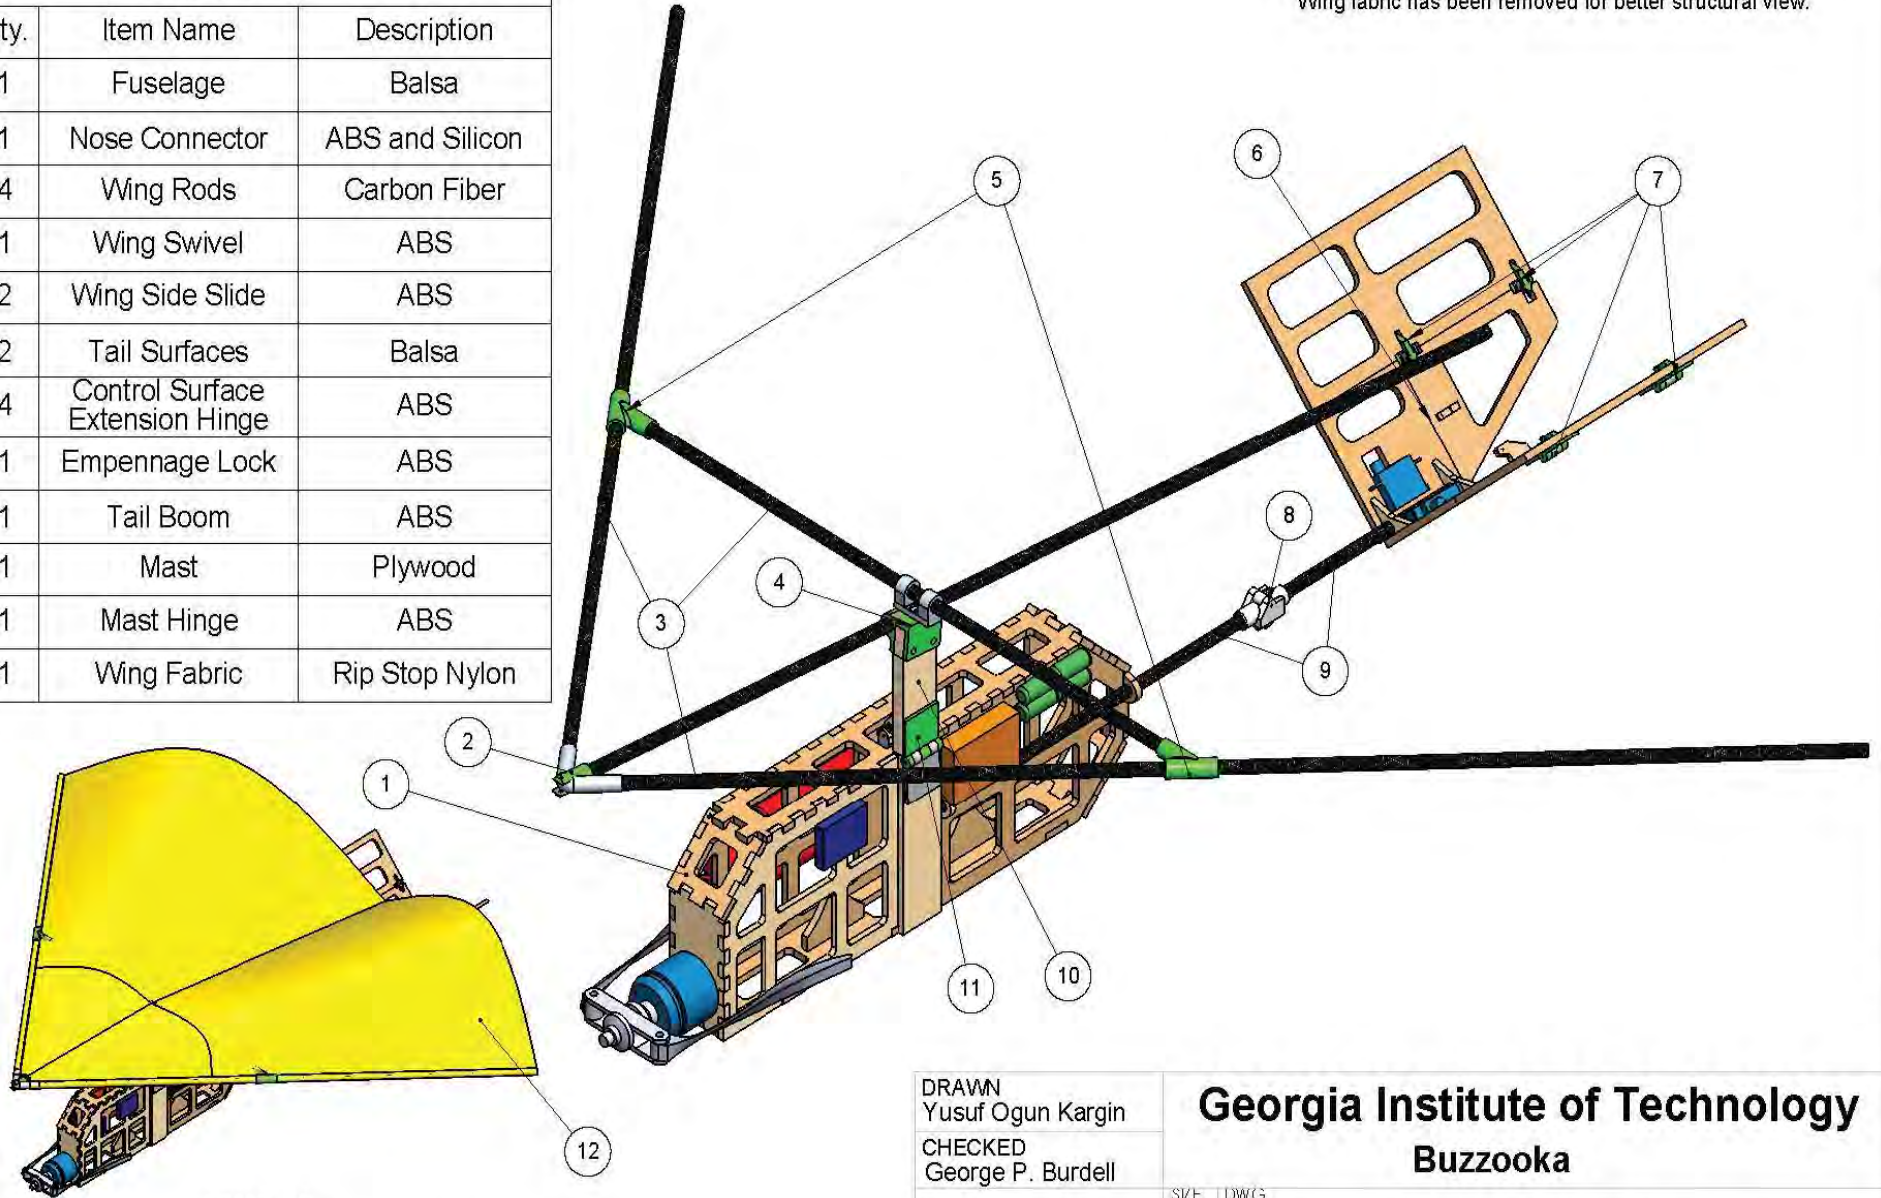 Wing fabric has been removed for better structural view.
ty. Item Name Description
1 Fuselage Balsa
1 Nose Connector ABS and Silicon
4 Wing Rods Carbon Fiber
1 Wing Swivel ABS
2 Wing Side Slide ABS
2 Tail Surfaces Balsa
4 Control Surface
Extension Hinge ABS
1 Empennage Lock ABS
1 Tail Boom ABS
1 Mast Plywood
1 Mast Hinge ABS
1 Wing Fabric Rip Stop Nylon
5
6
7
8
4
3
9
2
1
10
11
12
DRAWN
Yusuf Ogun Kargin
CHECKED
George P. Burdell
Georgia Institute of Technology
Buzzooka
SIZE DWG